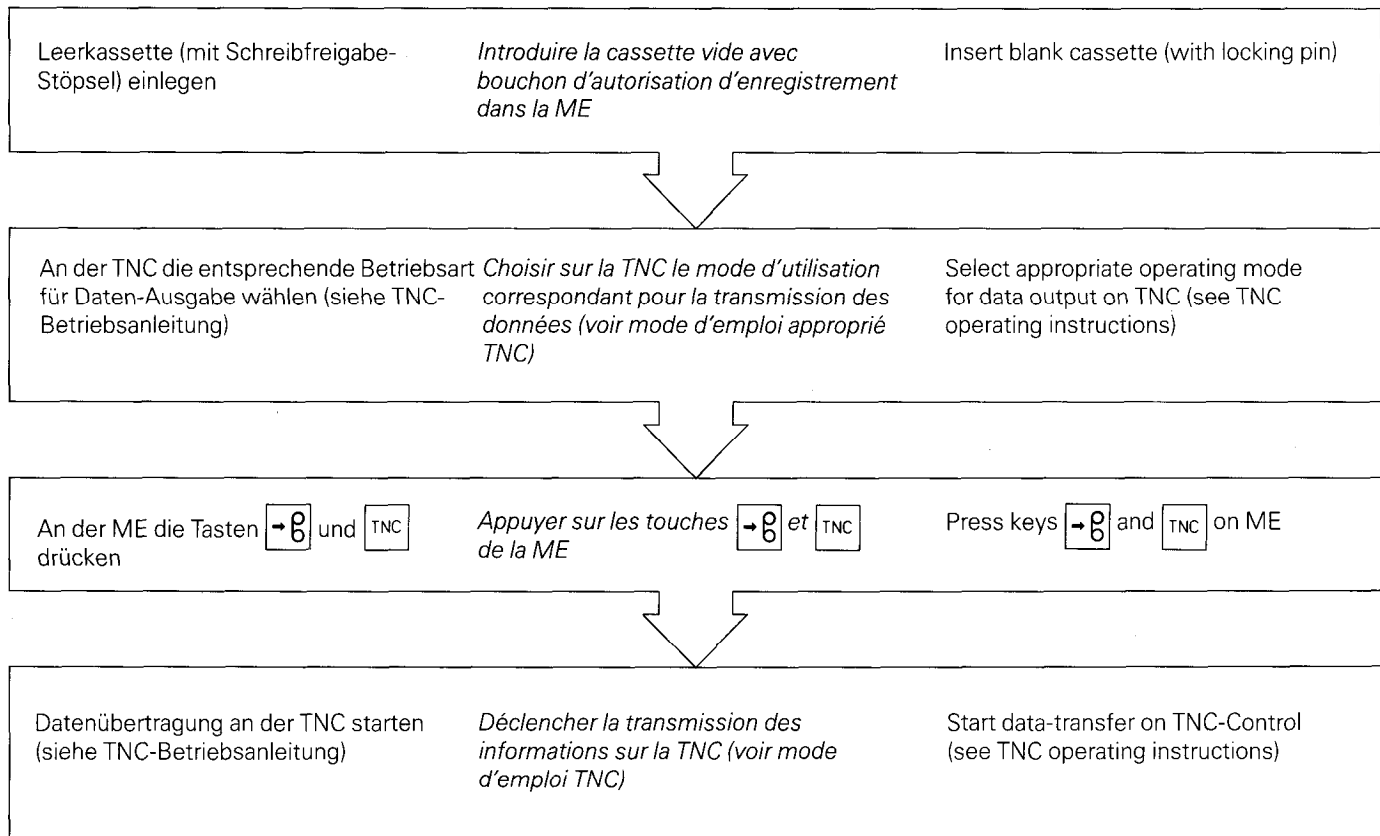 Leerkassette (mit Schreibfreigabe-
Stöpsel) einlegen
Introduire la cassette vide avec
bouchon d'autorisation d'enregistrement
dans la ME
Insert blank cassette (with locking pin)
An der TNC die entsprechende Betriebsart
für Daten-Ausgabe wählen (siehe TNC-
Betriebsanleitung)
Choisir sur la TNC le mode d'utilisation
correspondant pour la transmission des
données (voir mode d'emploi approprié
TNC)
Select appropriate operating mode
for data output on TNC (see TNC
operating instructions)
An der ME die Tasten und TNC
drücken
Appuyer sur les touches et TNC
de la ME
Press keys and TNC on ME
Datenübertragung an der TNC starten
(siehe TNC-Betriebsanleitung)
Déclencher la transmission des
informations sur la TNC (voir mode
d'emploi TNC)
Start data-transfer on TNC-Control
(see TNC operating instructions)